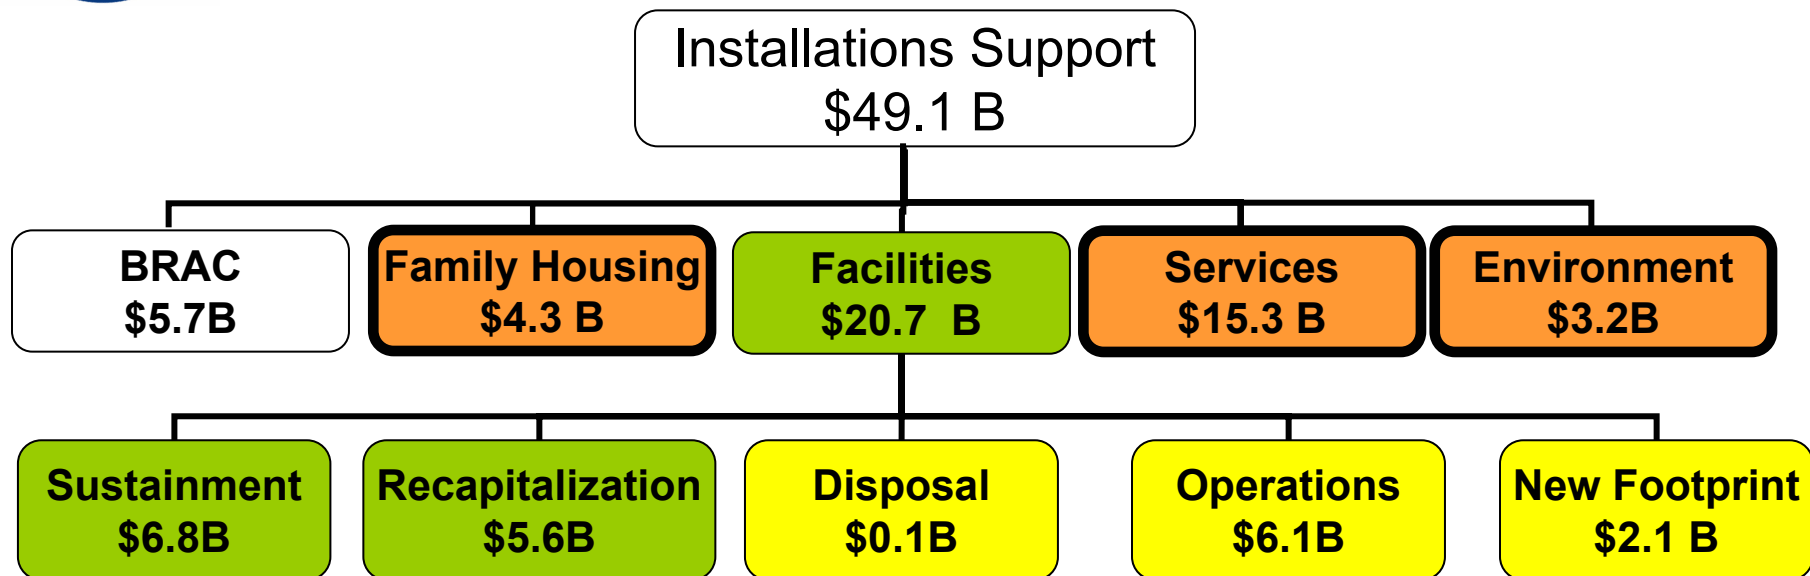 Installations Support
$49.1 B
BRAC
$5.7B
Family Housing
$4.3 B
Facilities
$20.7  B
Services
$15.3 B
Environment
$3.2B
Sustainment
$6.8B
Recapitalization
$5.6B
Disposal
$0.1B
Operations
$6.1B
New Footprint
$2.1 B